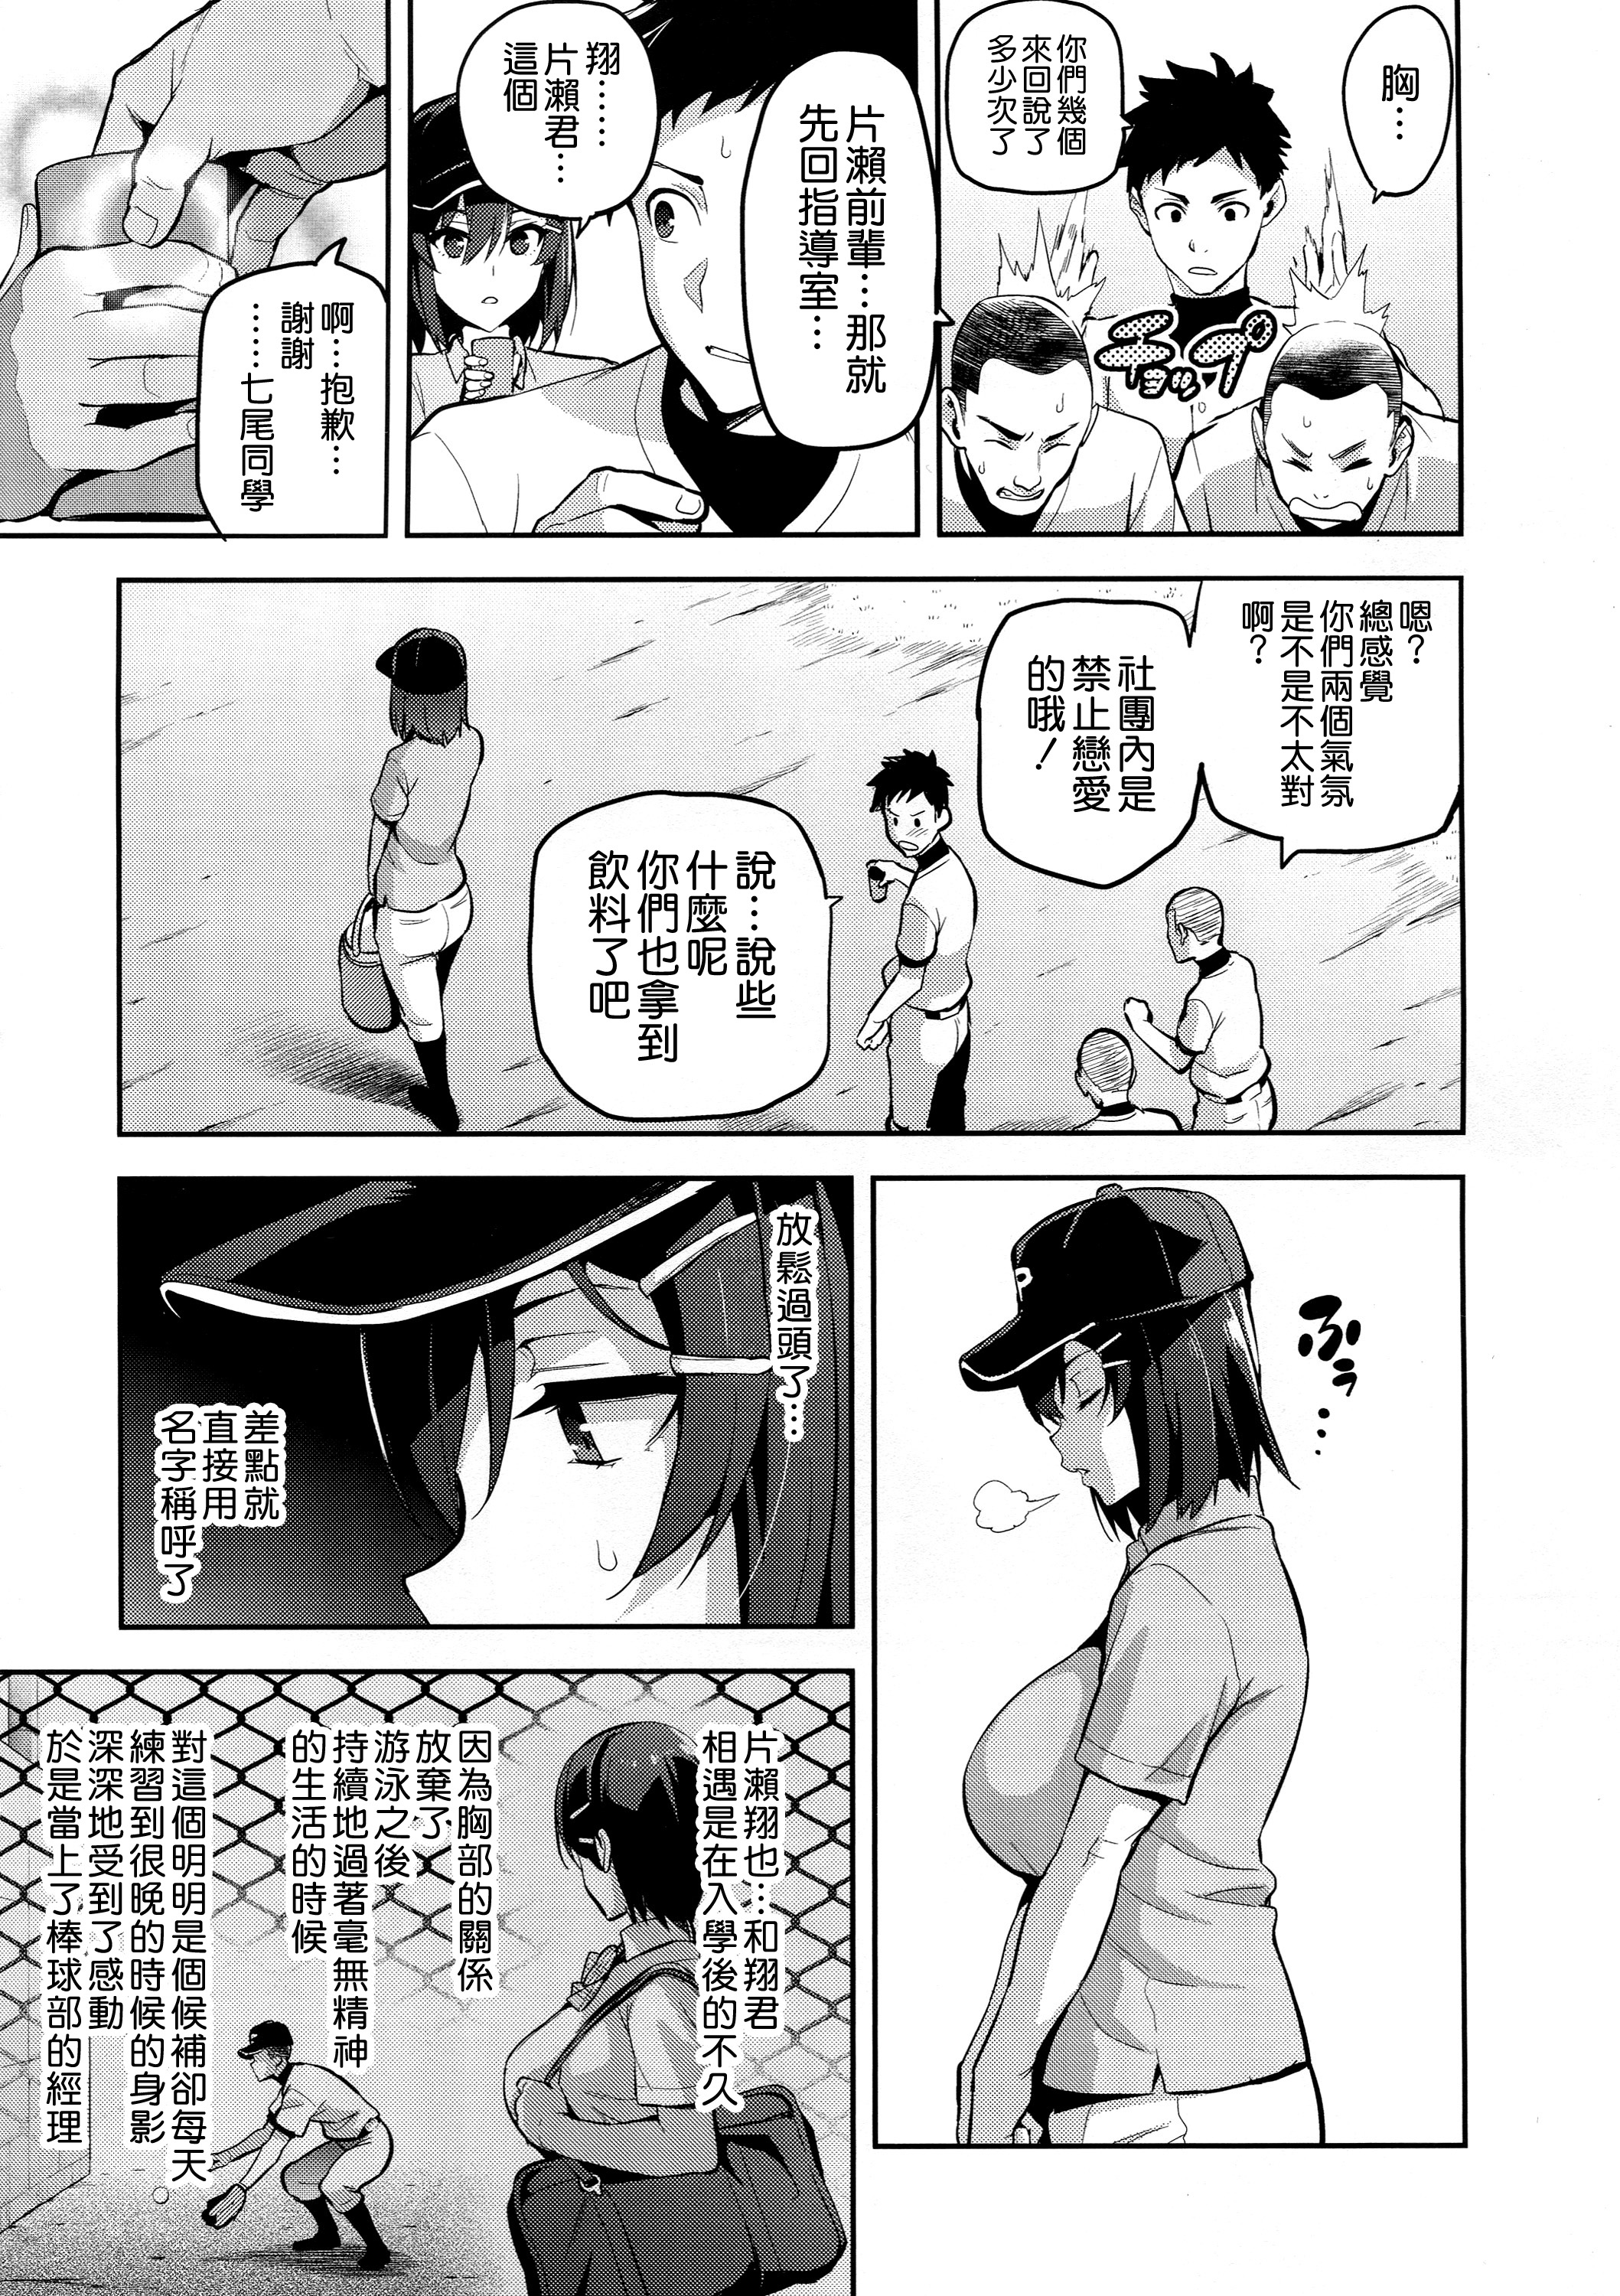 胸…
你們幾個
來回說了
多少次了
チョップ
片瀨前輩…那就
先回指導室…
翔……
片瀨君…
這個
啊…抱歉…
謝謝
……七尾同學
嗯？
總感覺
你們兩個氣氛
是不是不太對
啊？
社團內是
禁止戀愛
的哦！
說…說些
什麼呢
你們也拿到
飲料了吧
ふぅ…
P
放鬆過頭了…
差點就
直接用
名字稱呼了
片瀨翔也…和翔君
相遇是在入學後的不久
因為胸部的關係
放棄了
游泳之後
持續地過著毫無精神
的生活的時候
對這個明明是個候補卻每天
練習到很晚的時候的身影
深深地受到了感動
於是當上了棒球部的經理